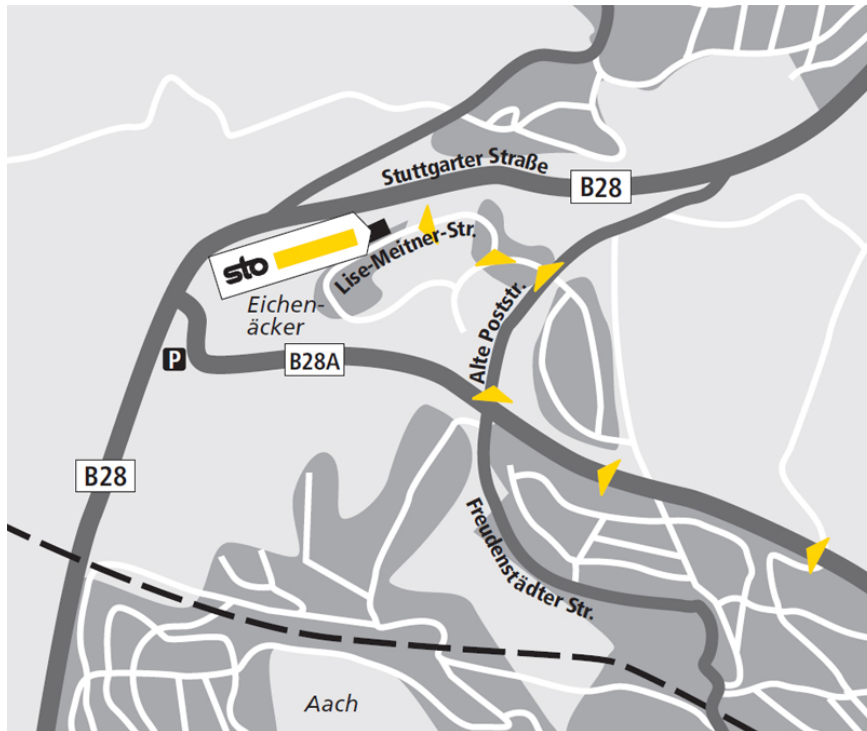 Stuttgarter Straße
B28
sto
Lise-Meitner-Str.
Eichen-
äcker
Alte Poststr.
P
B28A
B28
Freudenstädter Str.
Aach